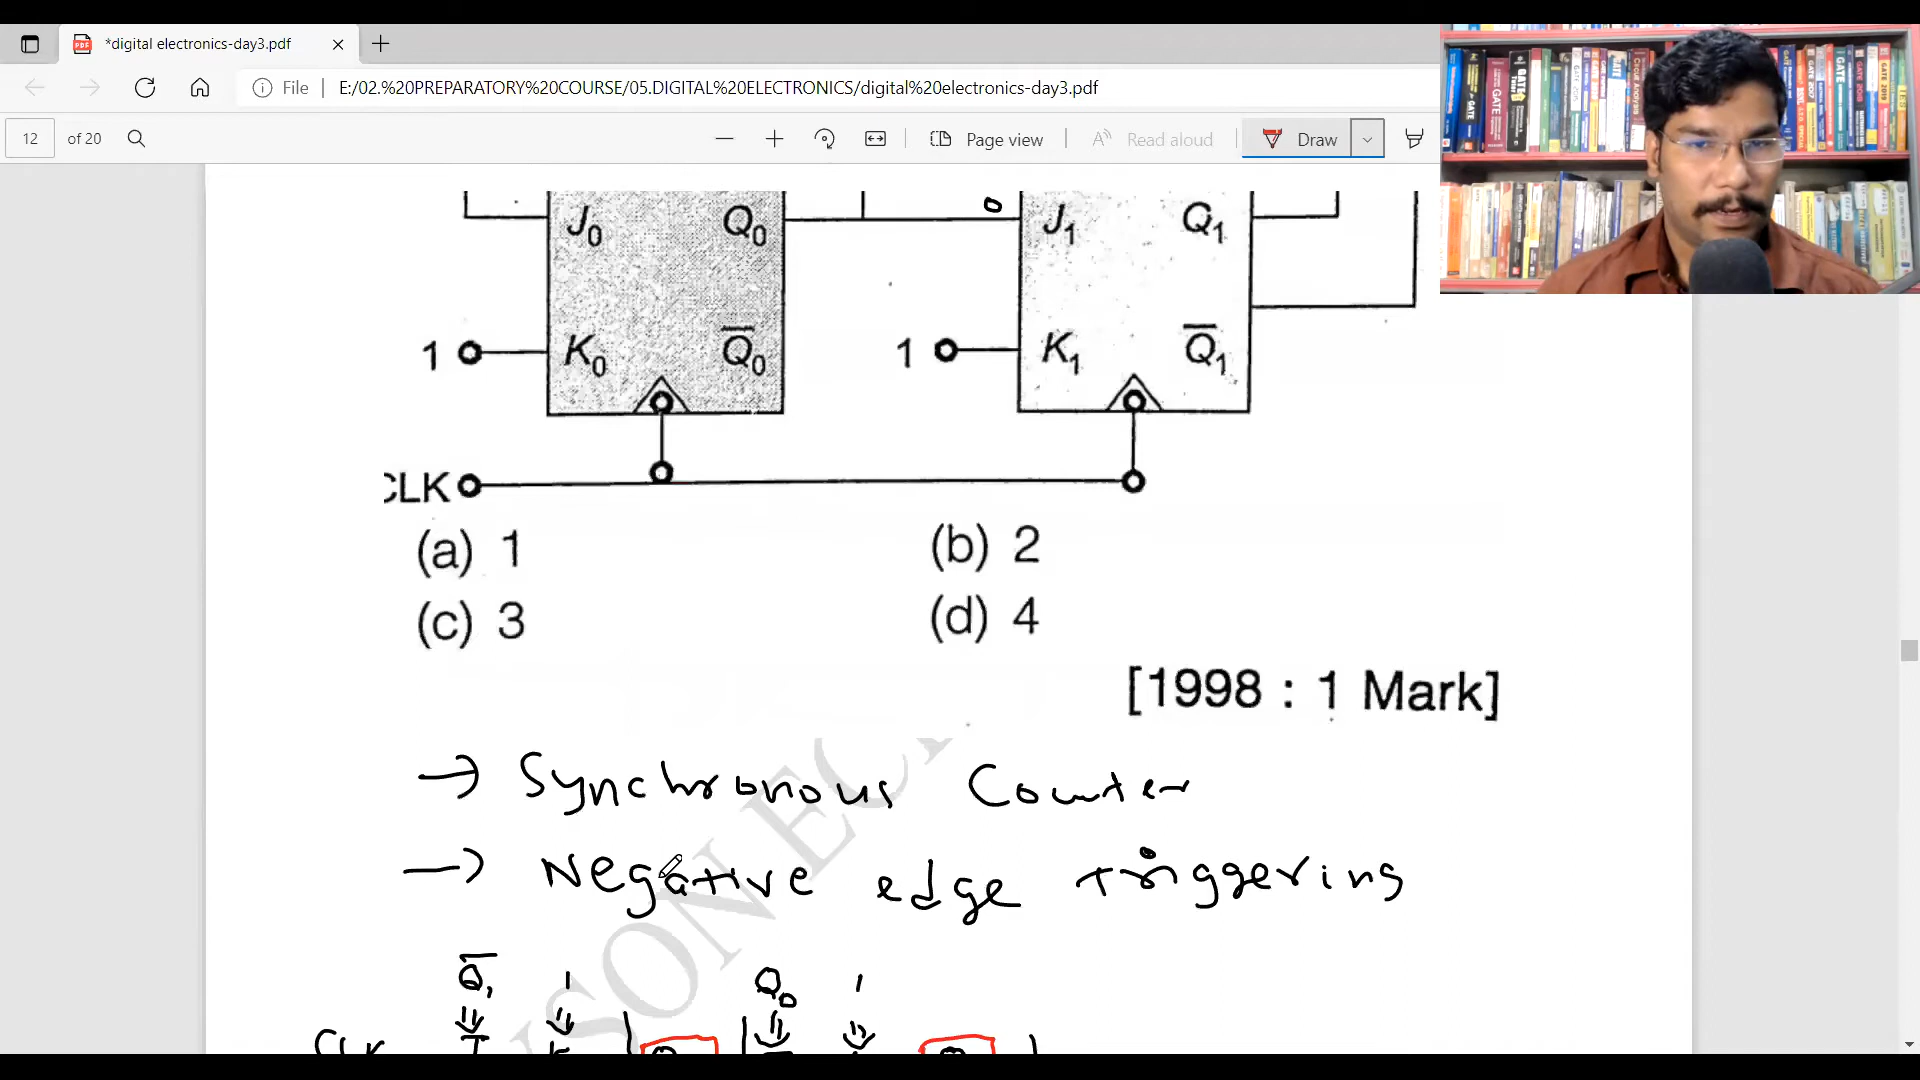 *digital electronics-day3.pdf
File E:/02.%20PREPARATORY%20COURSE/05.DIGITAL%20ELECTRONICS/digital%20electronics-day3.pdf
12 of 20 Page view Read aloud Draw
0
J0 Q0 J1 Q1
1 K0 Q̅0 1 K1 Q̅1
CLK
(a) 1 (b) 2
(c) 3 (d) 4
[1998 : 1 Mark]
→ Synchronous Counter
→ Negative edge triggering
Q̅1 1 Q0 1
CLK